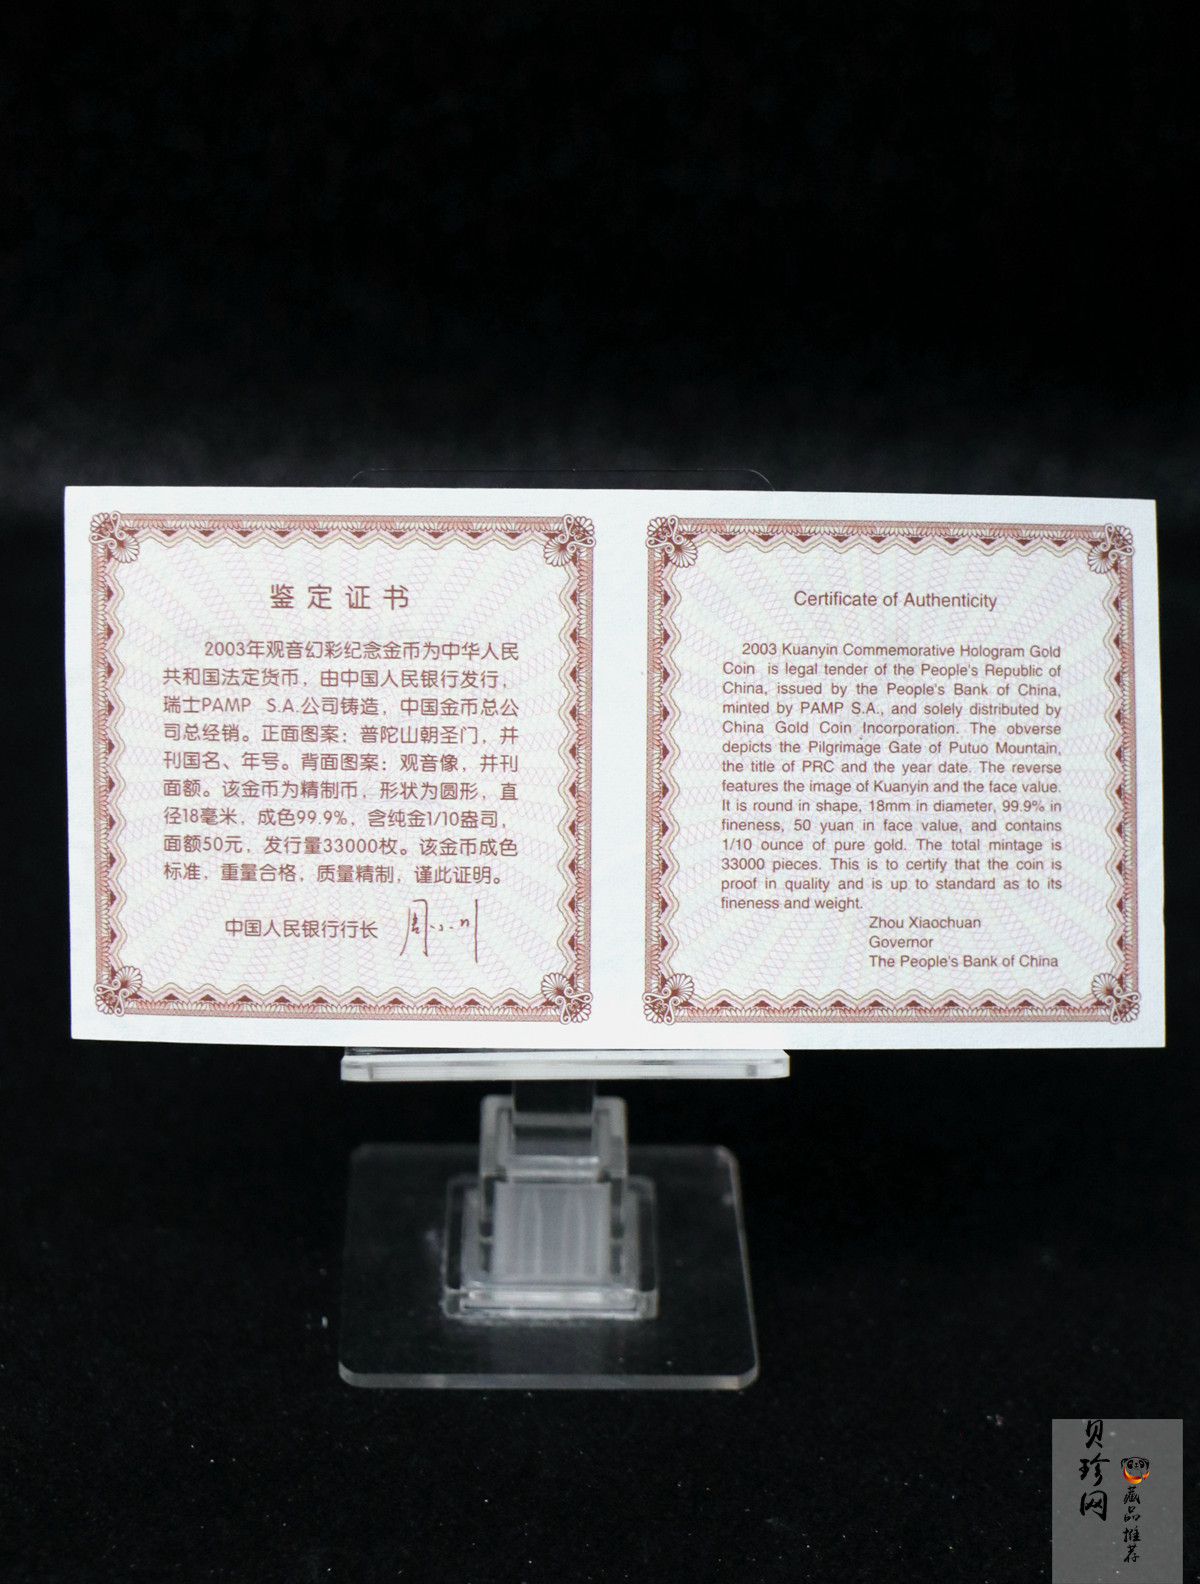 鉴定证书
2003年观音幻彩纪念金币为中华人民
共和国法定货币，由中国人民银行发行，
瑞士PAMP S.A.公司铸造，中国金币总公
司总经销。正面图案：普陀山朝圣门，并
刊国名、年号。背面图案：观音像，并刊
面额。该金币为精制币，形状为圆形，直
径18毫米，成色99.9%，含纯金1/10盎司，
面额50元，发行量33000枚。该金币成色
标准，重量合格，质量精制，谨此证明。
中国人民银行行长 周小川
Certificate of Authenticity
2003 Kuanyin Commemorative Hologram Gold
Coin is legal tender of the People's Republic of
China, issued by the People's Bank of China,
minted by PAMP S.A., and solely distributed by
China Gold Coin Incorporation. The obverse
depicts the Pilgrimage Gate of Putuo Mountain,
the title of PRC and the year date. The reverse
features the image of Kuanyin and the face value.
It is round in shape, 18mm in diameter, 99.9% in
fineness, 50 yuan in face value, and contains
1/10 ounce of pure gold. The total mintage is
33000 pieces. This is to certify that the coin is
proof in quality and is up to standard as to its
fineness and weight.
Zhou Xiaochuan
Governor
The People's Bank of China
贝珍网
藏品推荐